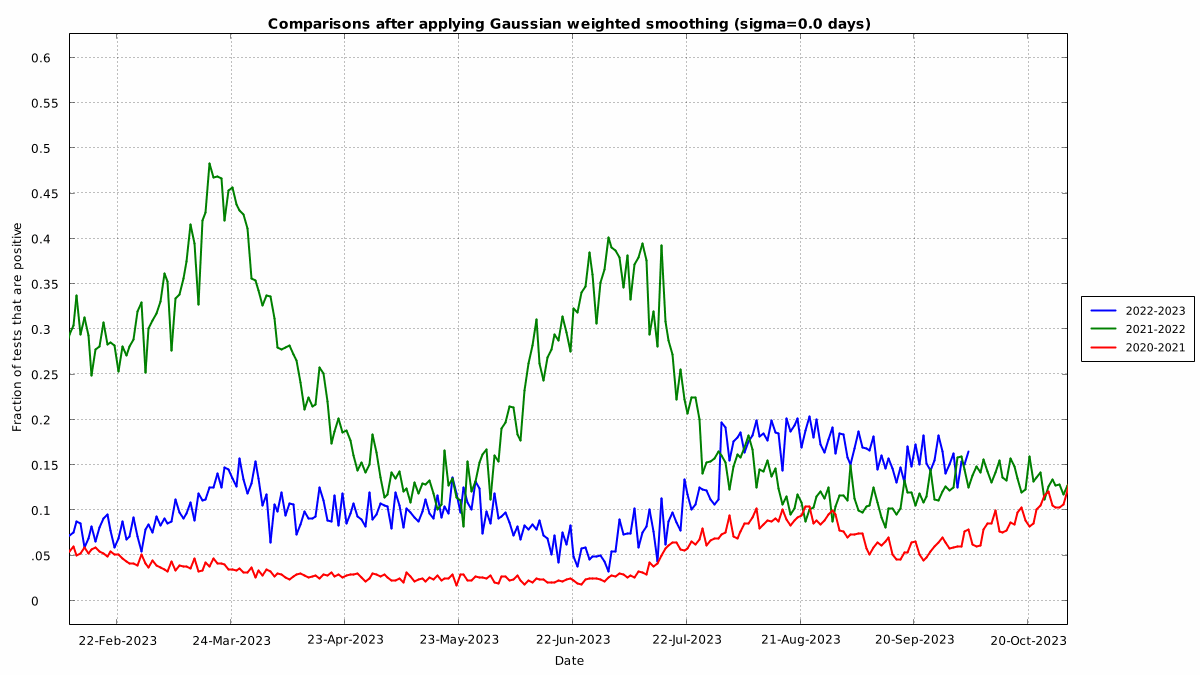 Comparisons after applying Gaussian weighted smoothing (sigma=0.0 days)
0.6
0.55
0.5
0.45
0.4
0.35
0.3
0.25
0.2
0.15
0.1
.05
0
Fraction of tests that are positive
22-Feb-2023
24-Mar-2023
23-Apr-2023
23-May-2023
22-Jun-2023
22-Jul-2023
21-Aug-2023
20-Sep-2023
20-Oct-2023
Date
2022-2023
2021-2022
2020-2021